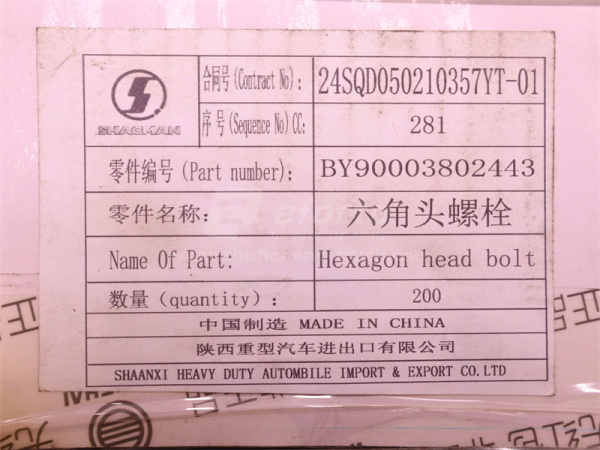 SHACMAN
合同号(Contract No): 24SQD050210357YT-01
序号(Sequence No)CC: 281
零件编号(Part number): BY90003802443
零件名称: 六角头螺栓
Name Of Part: Hexagon head bolt
数量(quantity): 200
中国制造 MADE IN CHINA
陕西重型汽车进出口有限公司
SHAANXI HEAVY DUTY AUTOMBILE IMPORT & EXPORT CO.LTD